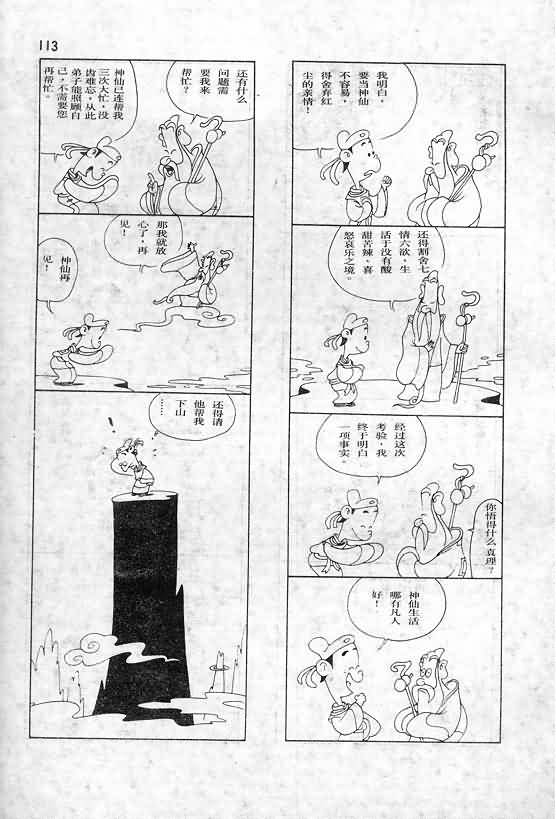 113
我明白，
要当神仙
不容易，
得舍弃红
尘的亲情！
还得割舍七
情六欲，生
活于没有酸
甜苦辣，喜
怒哀乐之境。
经过这次
考验，我
终于明白
一项事实。
你悟得什么真理？
神仙生活
哪有凡人
好！
还有什么
问题需
要我来
帮忙？
神仙已连帮我
三次大忙，没
齿难忘，从此
弟子能照顾自
己，不需要您
再帮忙。
那我就放
心了，再
见！
神仙再
见！
还得请
他帮我
下山
……